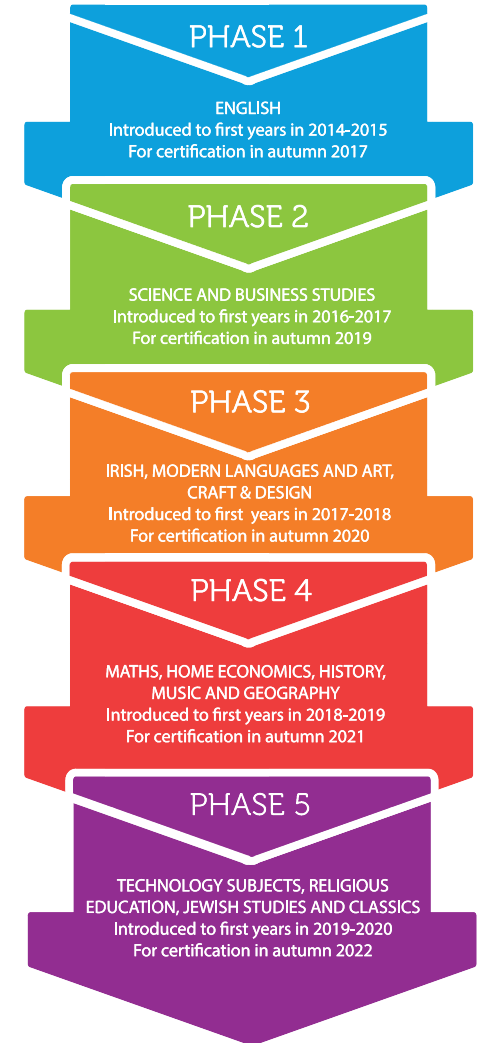 PHASE 1
ENGLISH
Introduced to first years in 2014-2015
For certification in autumn 2017
PHASE 2
SCIENCE AND BUSINESS STUDIES
Introduced to first years in 2016-2017
For certification in autumn 2019
PHASE 3
IRISH, MODERN LANGUAGES AND ART,
CRAFT & DESIGN
Introduced to first years in 2017-2018
For certification in autumn 2020
PHASE 4
MATHS, HOME ECONOMICS, HISTORY,
MUSIC AND GEOGRAPHY
Introduced to first years in 2018-2019
For certification in autumn 2021
PHASE 5
TECHNOLOGY SUBJECTS, RELIGIOUS
EDUCATION, JEWISH STUDIES AND CLASSICS
Introduced to first years in 2019-2020
For certification in autumn 2022